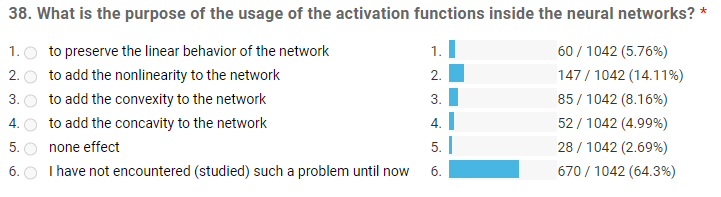 38. What is the purpose of the usage of the activation functions inside the neural networks? *
1. to preserve the linear behavior of the network 1. 60 / 1042 (5.76%)
2. to add the nonlinearity to the network 2. 147 / 1042 (14.11%)
3. to add the convexity to the network 3. 85 / 1042 (8.16%)
4. to add the concavity to the network 4. 52 / 1042 (4.99%)
5. none effect 5. 28 / 1042 (2.69%)
6. I have not encountered (studied) such a problem until now 6. 670 / 1042 (64.3%)